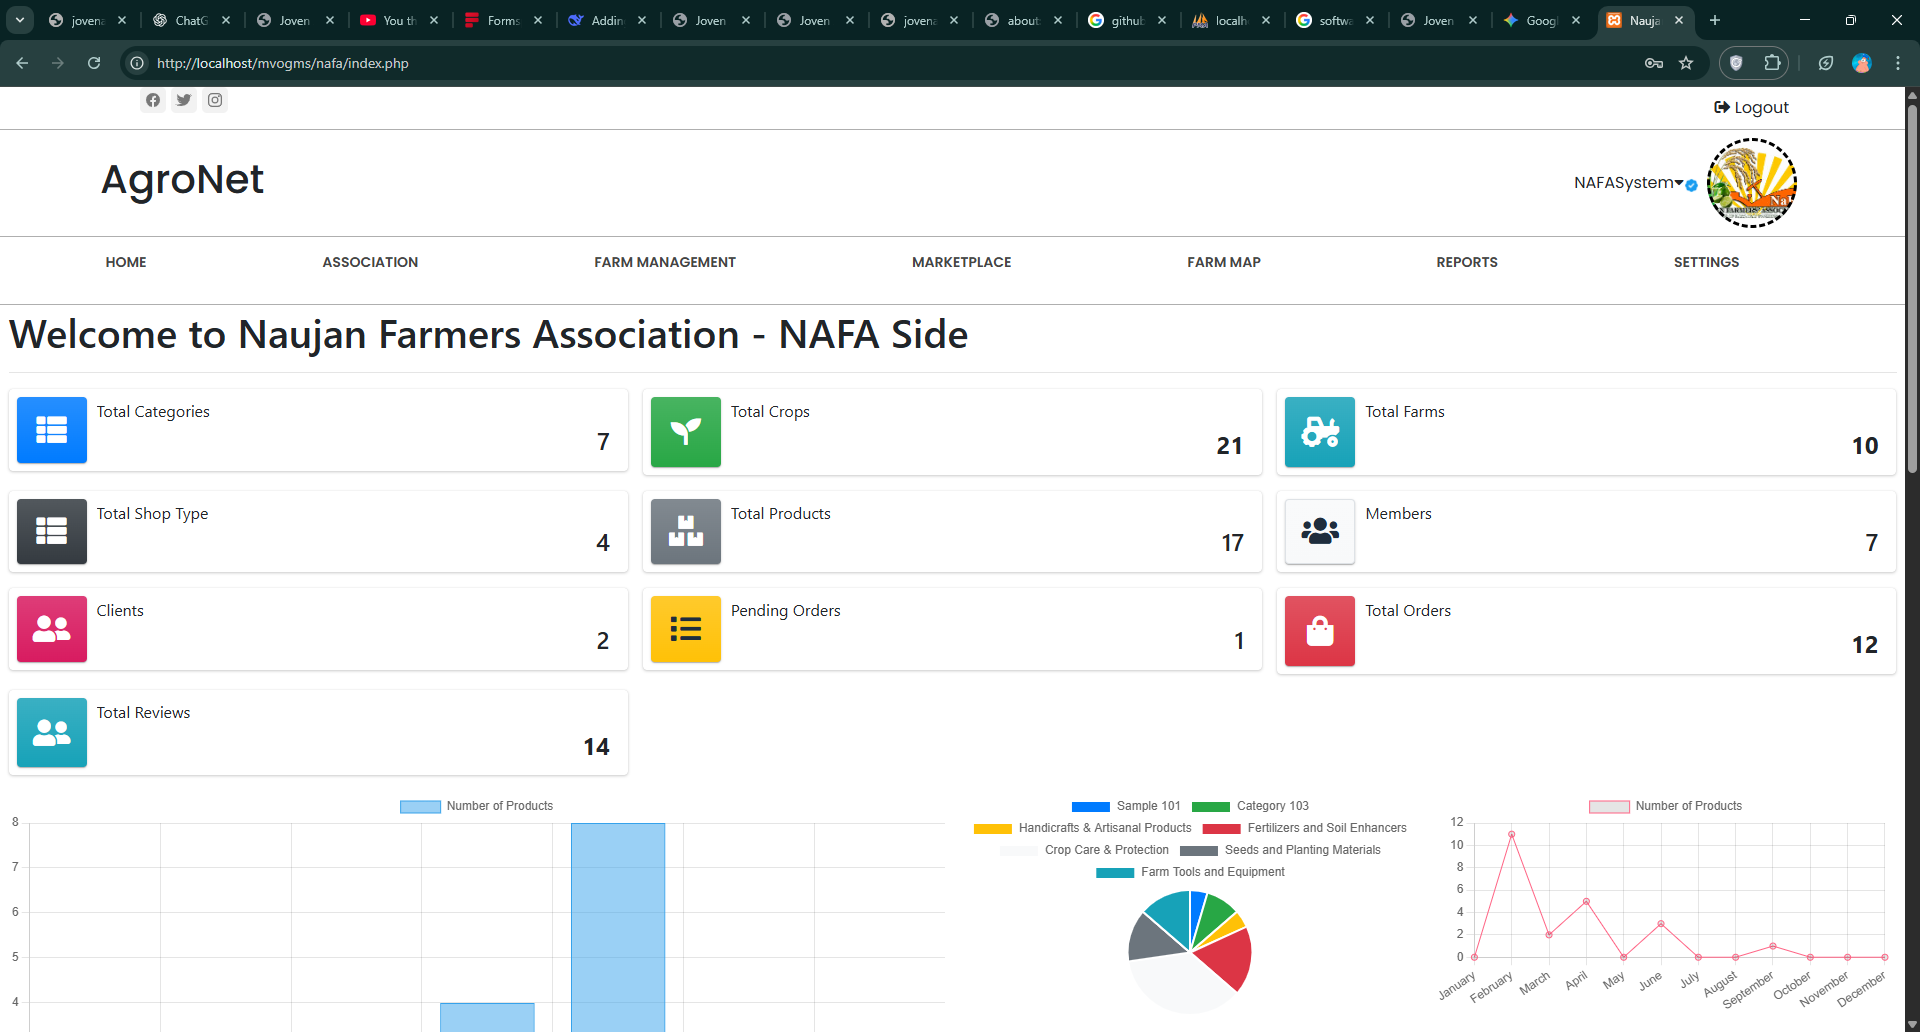 jovena
ChatG
Joven
You th
Forms
Addin
Joven
Joven
jovena
about:
github
localh
softwa
Joven
Googl
Nauja
http://localhost/mvogms/nafa/index.php
Logout
AgroNet
NAFASystem
HOME
ASSOCIATION
FARM MANAGEMENT
MARKETPLACE
FARM MAP
REPORTS
SETTINGS
Welcome to Naujan Farmers Association - NAFA Side
Total Categories
7
Total Crops
21
Total Farms
10
Total Shop Type
4
Total Products
17
Members
7
Clients
2
Pending Orders
1
Total Orders
12
Total Reviews
14
Number of Products
8
7
6
5
4
Sample 101 Category 103
Handicrafts & Artisanal Products Fertilizers and Soil Enhancers
Crop Care & Protection Seeds and Planting Materials
Farm Tools and Equipment
Number of Products
12
10
8
6
4
2
0
January February March April May June July August September October November December